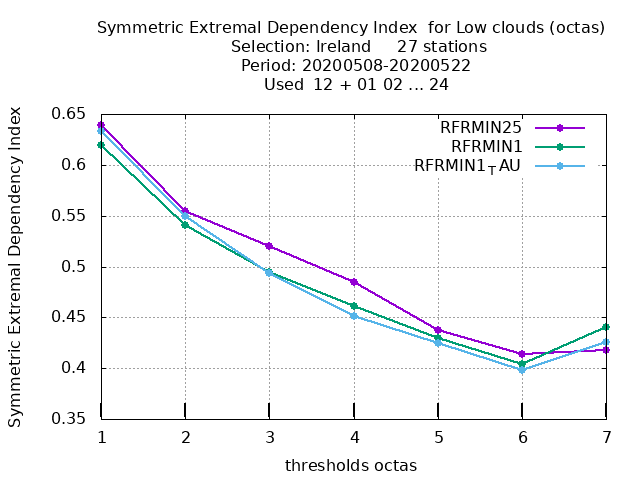 Symmetric Extremal Dependency Index  for Low clouds (octas)
Selection: Ireland     27 stations
Period: 20200508-20200522
Used  12 + 01 02 ... 24
Symmetric Extremal Dependency Index
0.65
0.6
0.55
0.5
0.45
0.4
0.35
RFRMIN25
RFRMIN1
RFRMIN1_TAU
1 2 3 4 5 6 7
thresholds octas